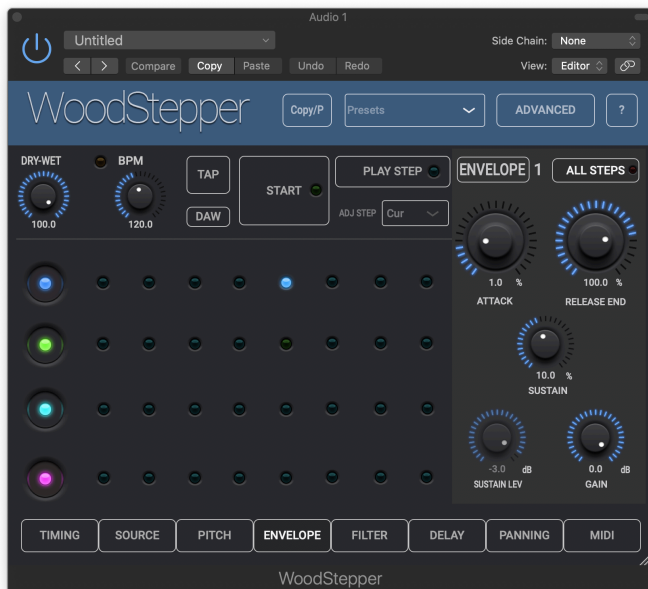 Audio 1
Untitled
Side Chain: None
Compare Copy Paste Undo Redo
View: Editor
WoodStepper
Copy/P
Presets
ADVANCED
?
DRY-WET
100.0
BPM
120.0
TAP
DAW
START
PLAY STEP
ADJ STEP Cur
ENVELOPE 1
ALL STEPS
1.0 %
ATTACK
100.0 %
RELEASE END
10.0 %
SUSTAIN
-3.0 dB
SUSTAIN LEV
0.0 dB
GAIN
TIMING SOURCE PITCH ENVELOPE FILTER DELAY PANNING MIDI
WoodStepper